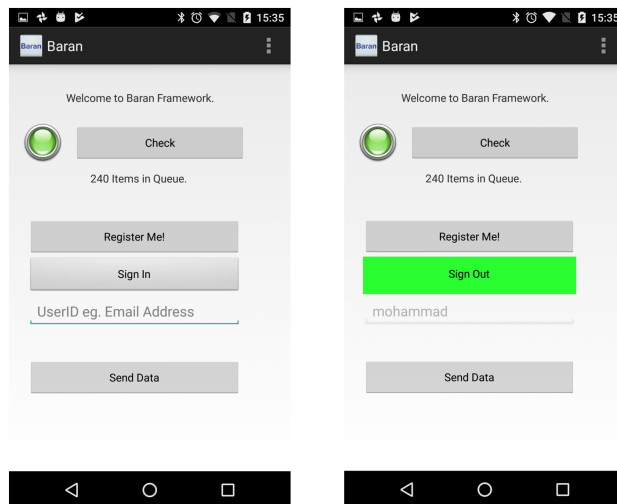 15:35
Baran Baran
Welcome to Baran Framework.
Check
240 Items in Queue.
Register Me!
Sign In
UserID eg. Email Address
Send Data
15:35
Baran Baran
Welcome to Baran Framework.
Check
240 Items in Queue.
Register Me!
Sign Out
mohammad
Send Data